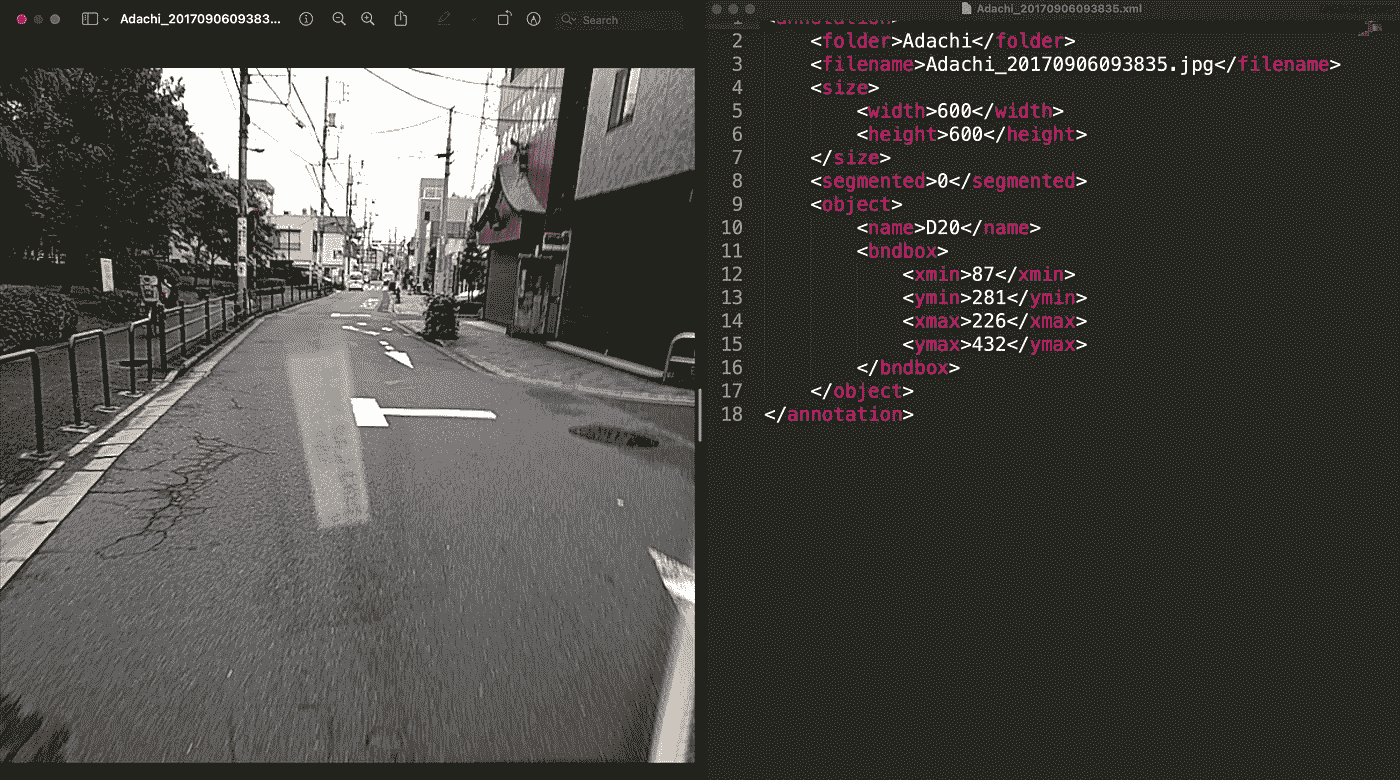 Adachi_2017090609383...
Search
Adachi_20170906093835.xml
1 <annotation>
2 <folder>Adachi</folder>
3 <filename>Adachi_20170906093835.jpg</filename>
4 <size>
5 <width>600</width>
6 <height>600</height>
7 </size>
8 <segmented>0</segmented>
9 <object>
10 <name>D20</name>
11 <bndbox>
12 <xmin>87</xmin>
13 <ymin>281</ymin>
14 <xmax>226</xmax>
15 <ymax>432</ymax>
16 </bndbox>
17 </object>
18 </annotation>